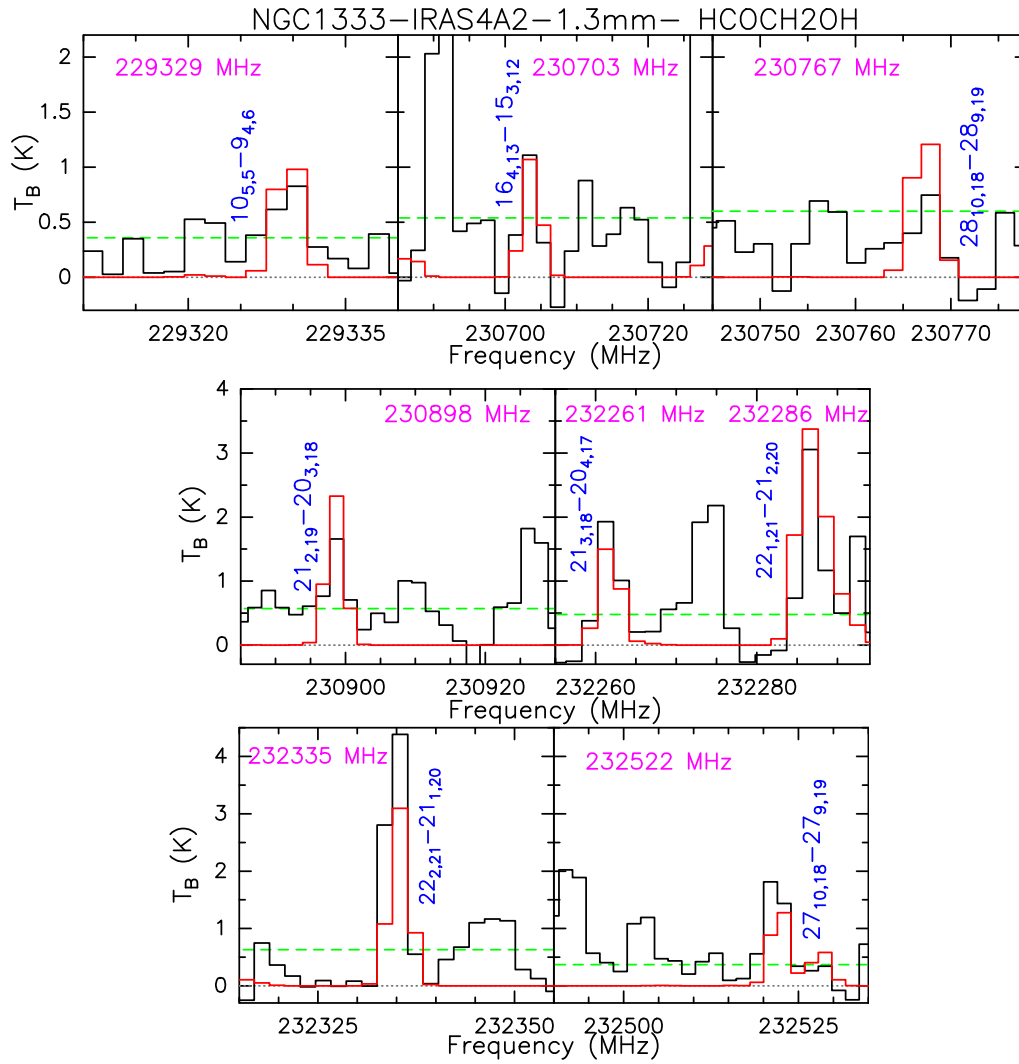 NGC1333-IRAS4A2-1.3mm- HCOCH2OH
229329 MHz
230703 MHz
230767 MHz
10_{5,5}-9_{4,6}
16_{4,13}-15_{3,12}
28_{10,18}-28_{9,19}
T_B (K)
2
1.5
1
0.5
0
229320 229335
230700 230720
230750 230760 230770
Frequency (MHz) Frequency (MHz)
230898 MHz
232261 MHz
232286 MHz
21_{2,19}-20_{3,18}
21_{3,18}-20_{4,17}
22_{1,21}-21_{2,20}
T_B (K)
4
3
2
1
0
230900 230920
232260 232280
Frequency (MHz) Frequency (MHz)
232335 MHz
232522 MHz
22_{2,21}-21_{1,20}
27_{10,18}-27_{9,19}
T_B (K)
4
3
2
1
0
232325 232350
232500 232525
Frequency (MHz)